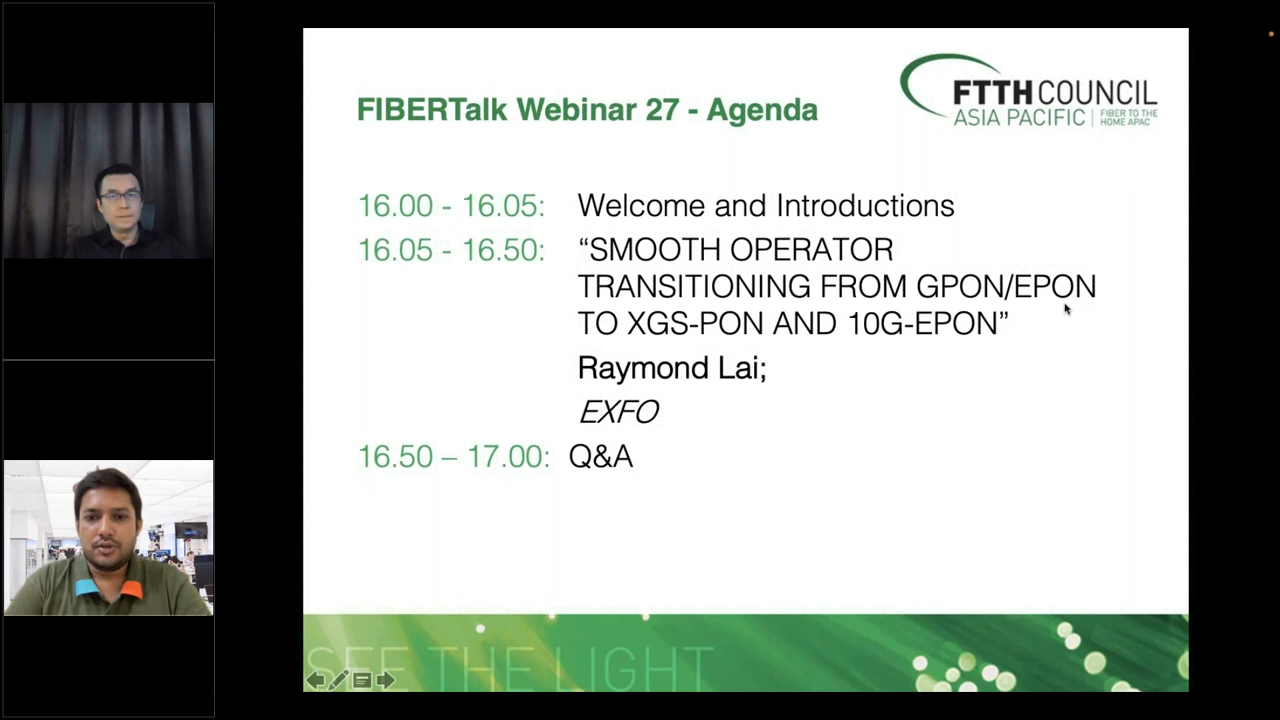 FIBERTalk Webinar 27 - Agenda
FTTH COUNCIL
ASIA PACIFIC
FIBER TO THE
HOME APAC
16.00 - 16.05: Welcome and Introductions
16.05 - 16.50: “SMOOTH OPERATOR
TRANSITIONING FROM GPON/EPON
TO XGS-PON AND 10G-EPON”
Raymond Lai;
EXFO
16.50 – 17.00: Q&A
SEE THE LIGHT